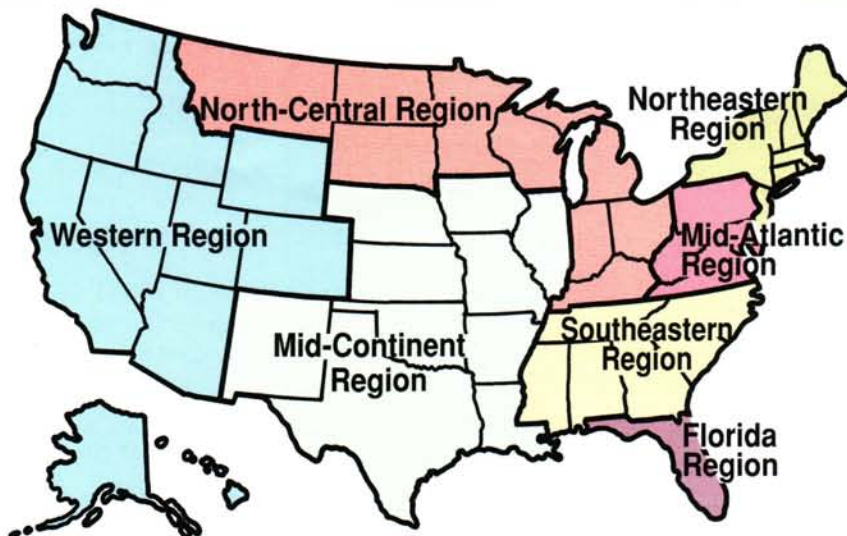 North-Central Region
Northeastern
Region
Western Region
Mid-Atlantic
Region
Mid-Continent
Region
Southeastern
Region
Florida
Region